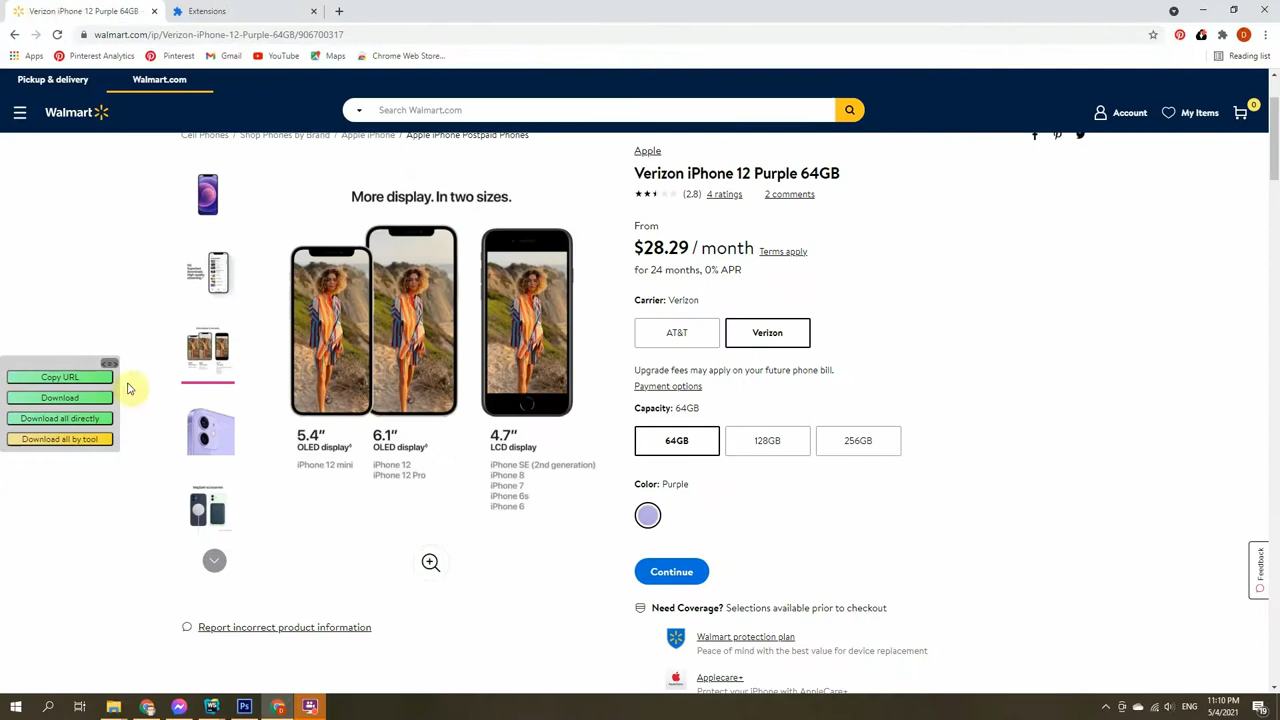 Verizon iPhone 12 Purple 64GB
Extensions
walmart.com/ip/Verizon-iPhone-12-Purple-64GB/906700317
D
Apps
Pinterest Analytics
Pinterest
Gmail
YouTube
Maps
Chrome Web Store...
Reading list
Pickup & delivery
Walmart.com
Walmart
Search Walmart.com
Account
My Items
0
Cell Phones / Shop Phones by Brand / Apple iPhone / Apple iPhone Postpaid Phones
Apple
Verizon iPhone 12 Purple 64GB
(2.8) 4 ratings 2 comments
From
$28.29 / month Terms apply
for 24 months, 0% APR
Carrier: Verizon
AT&T
Verizon
Upgrade fees may apply on your future phone bill.
Payment options
Capacity: 64GB
64GB
128GB
256GB
Color: Purple
Continue
Need Coverage? Selections available prior to checkout
Walmart protection plan
Peace of mind with the best value for device replacement
Applecare+
Protect your iPhone with AppleCare+
More display. In two sizes.
5.4"
OLED display◊
iPhone 12 mini
6.1"
OLED display◊
iPhone 12
iPhone 12 Pro
4.7"
LCD display
iPhone SE (2nd generation)
iPhone 8
iPhone 7
iPhone 6s
iPhone 6
Report incorrect product information
Copy URL
Download
Download all directly
Download all by tool
Feedback
WS
Ps
ENG
11:10 PM
5/4/2021
19